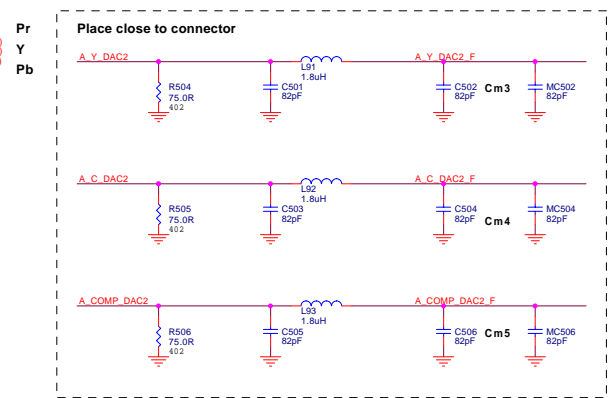 Pr
Y
Pb
Place close to connector
A_Y_DAC2
L91
1.8uH
A_Y_DAC2_F
R504
75.0R
402
C501
82pF
C502
82pF
Cm3
MC502
82pF
A_C_DAC2
L92
1.8uH
A_C_DAC2_F
R505
75.0R
402
C503
82pF
C504
82pF
Cm4
MC504
82pF
A_COMP_DAC2
L93
1.8uH
A_COMP_DAC2_F
R506
75.0R
402
C505
82pF
C506
82pF
Cm5
MC506
82pF